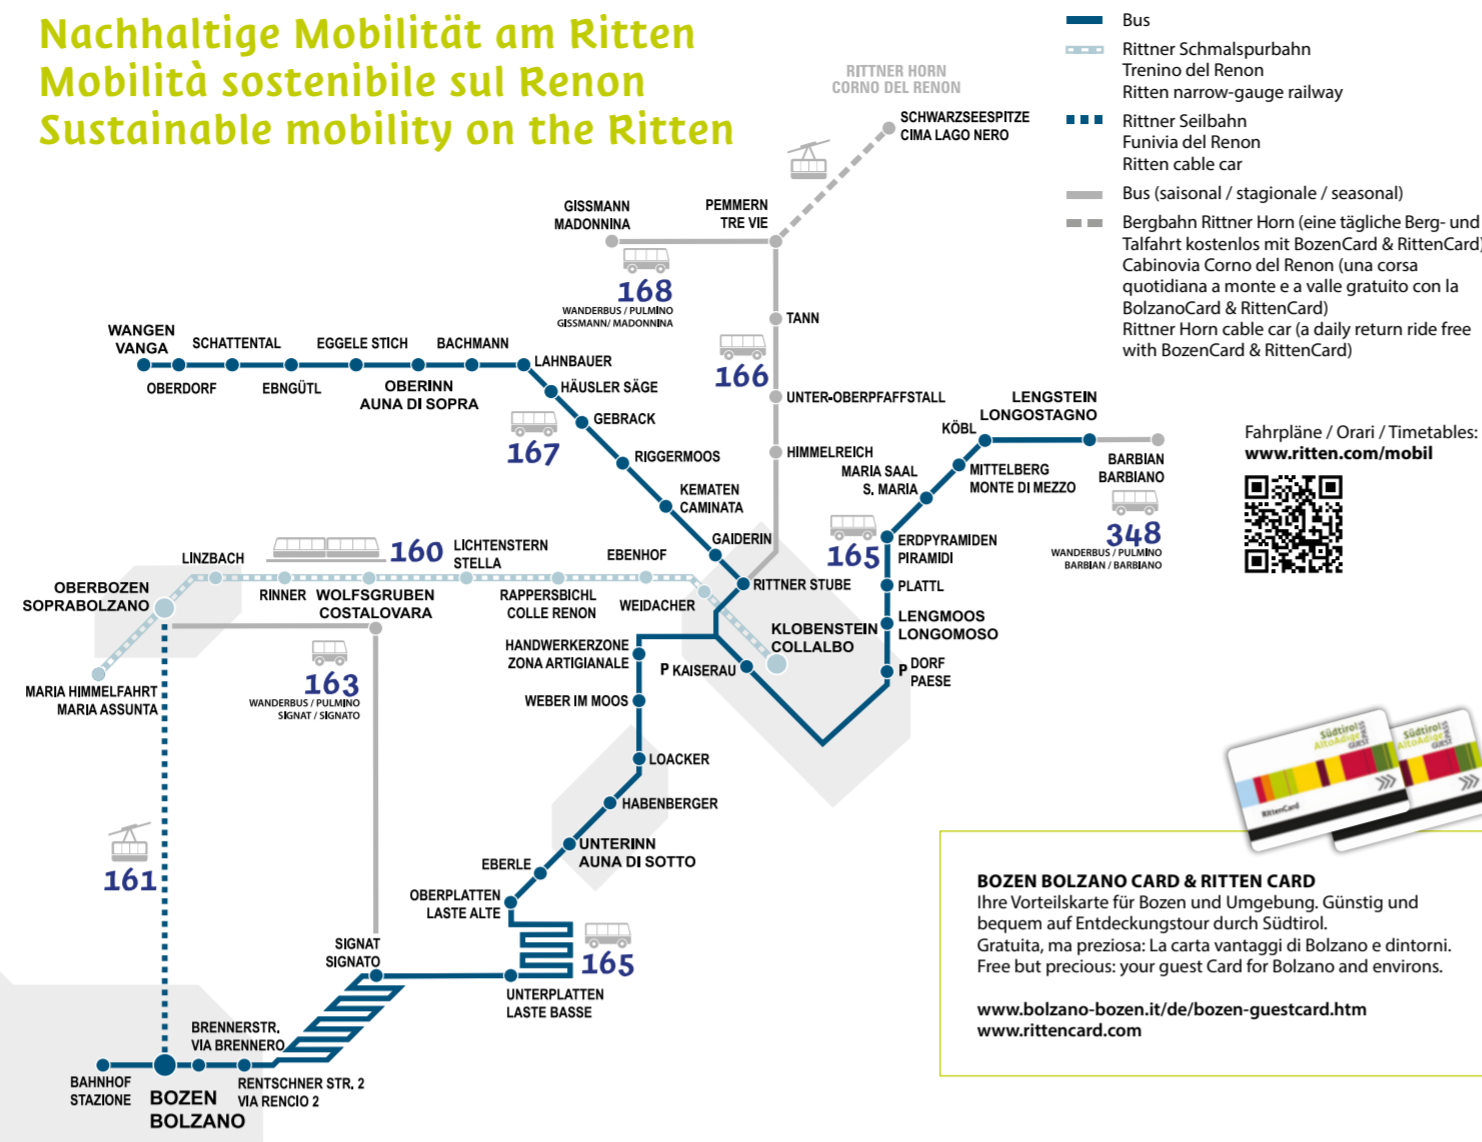 Nachhaltige Mobilität am Ritten
Mobilità sostenibile sul Renon
Sustainable mobility on the Ritten
Bus
Rittner Schmalspurbahn
Trenino del Renon
Ritten narrow-gauge railway
Rittner Seilbahn
Funivia del Renon
Ritten cable car
Bus (saisonal / stagionale / seasonal)
Bergbahn Rittner Horn (eine tägliche Berg- und
Talfahrt kostenlos mit BozenCard & RittenCard)
Cabinovia Corno del Renon (una corsa
quotidiana a monte e a valle gratuito con la
BolzanoCard & RittenCard)
Rittner Horn cable car (a daily return ride free
with BozenCard & RittenCard)
RITTNER HORN
CORNO DEL RENON
SCHWARZSEESPITZE
CIMA LAGO NERO
GISSMANN
MADONNINA
PEMMERN
TRE VIE
168
WANDERBUS / PULMINO
GISSMANN/ MADONNINA
TANN
166
UNTER-OBERPFAFFSTALL
HIMMELREICH
WANGEN
VANGA
SCHATTENTAL
EGGELE STICH
BACHMANN
LAHNBAUER
OBERDORF
EBNGÜTL
OBERINN
AUNA DI SOPRA
HÄUSLER SÄGE
GEBRACK
167
RIGGERMOOS
KEMATEN
CAMINATA
GAIDERIN
RITTNER STUBE
LENGSTEIN
LONGOSTAGNO
KÖBL
BARBIAN
BARBIANO
MITTELBERG
MONTE DI MEZZO
MARIA SAAL
S. MARIA
348
WANDERBUS / PULMINO
BARBIAN / BARBIANO
165
ERDPYRAMIDEN
PIRAMIDI
PLATTL
LENGMOOS
LONGOMOSO
P DORF
PAESE
Fahrpläne / Orari / Timetables:
www.ritten.com/mobil
LINZBACH
160
LICHTENSTERN
STELLA
EBENHOF
OBERBOZEN
SOPRABOLZANO
RINNER
WOLFSGRUBEN
COSTALOVARA
RAPPERSBICHL
COLLE RENON
WEIDACHER
KLOBENSTEIN
COLLALBO
MARIA HIMMELFAHRT
MARIA ASSUNTA
163
WANDERBUS / PULMINO
SIGNAT / SIGNATO
HANDWERKERZONE
ZONA ARTIGIANALE
P KAISERAU
WEBER IM MOOS
LOACKER
HABENBERGER
UNTERINN
AUNA DI SOTTO
EBERLE
OBERPLATTEN
LASTE ALTE
161
SIGNAT
SIGNATO
165
UNTERPLATTEN
LASTE BASSE
BRENNERSTR.
VIA BRENNERO
BAHNHOF
STAZIONE
BOZEN
BOLZANO
RENTSCHNER STR. 2
VIA RENCIO 2
Südtirol
AltoAdige
GUESTPASS
RittenCard
Südtirol
AltoAdige
GUESTPASS
BOZEN BOLZANO CARD & RITTEN CARD
Ihre Vorteilskarte für Bozen und Umgebung. Günstig und
bequem auf Entdeckungstour durch Südtirol.
Gratuita, ma preziosa: La carta vantaggi di Bolzano e dintorni.
Free but precious: your guest Card for Bolzano and environs.
www.bolzano-bozen.it/de/bozen-guestcard.htm
www.rittencard.com